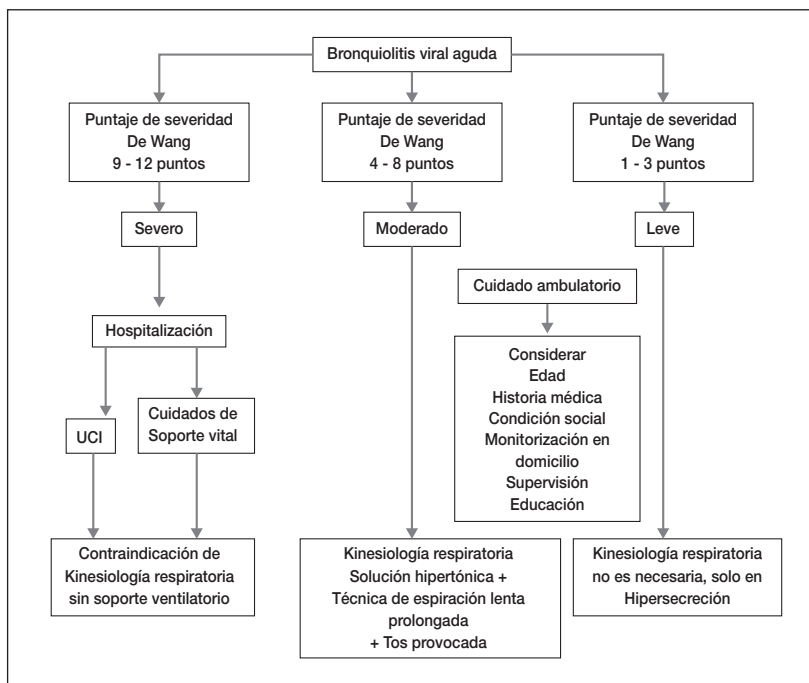 Bronquiolitis viral aguda
Puntaje de severidad
De Wang
9 - 12 puntos
Puntaje de severidad
De Wang
4 - 8 puntos
Puntaje de severidad
De Wang
1 - 3 puntos
Severo
Moderado
Leve
Cuidado ambulatorio
Hospitalización
Considerar
Edad
Historia médica
Condición social
Monitorización en
domicilio
Supervisión
Educación
UCI
Cuidados de
Soporte vital
Contraindicación de
Kinesiología respiratoria
sin soporte ventilatorio
Kinesiología respiratoria
Solución hipertónica +
Técnica de espiración lenta
prolongada
+ Tos provocada
Kinesiología respiratoria
no es necesaria, solo en
Hipersecreción